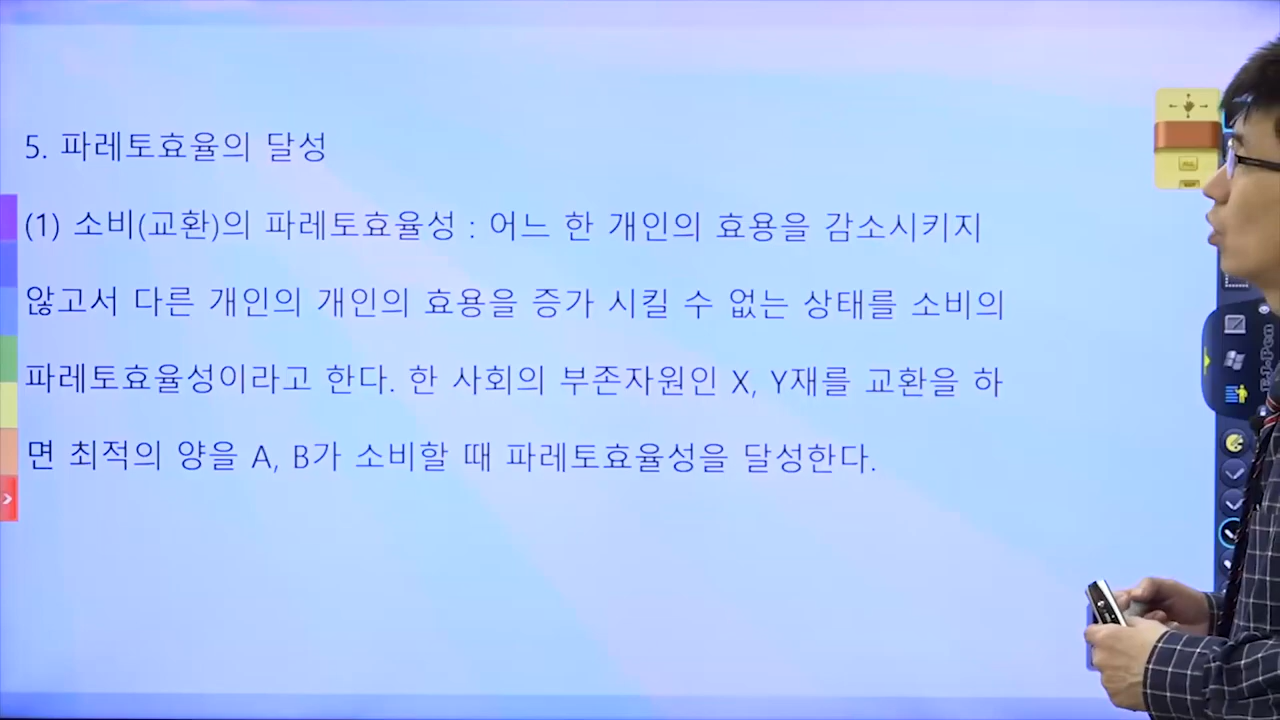 5. 파레토효율의 달성
(1) 소비(교환)의 파레토효율성 : 어느 한 개인의 효용을 감소시키지
않고서 다른 개인의 개인의 효용을 증가 시킬 수 없는 상태를 소비의
파레토효율성이라고 한다. 한 사회의 부존자원인 X, Y재를 교환을 하
면 최적의 양을 A, B가 소비할 때 파레토효율성을 달성한다.